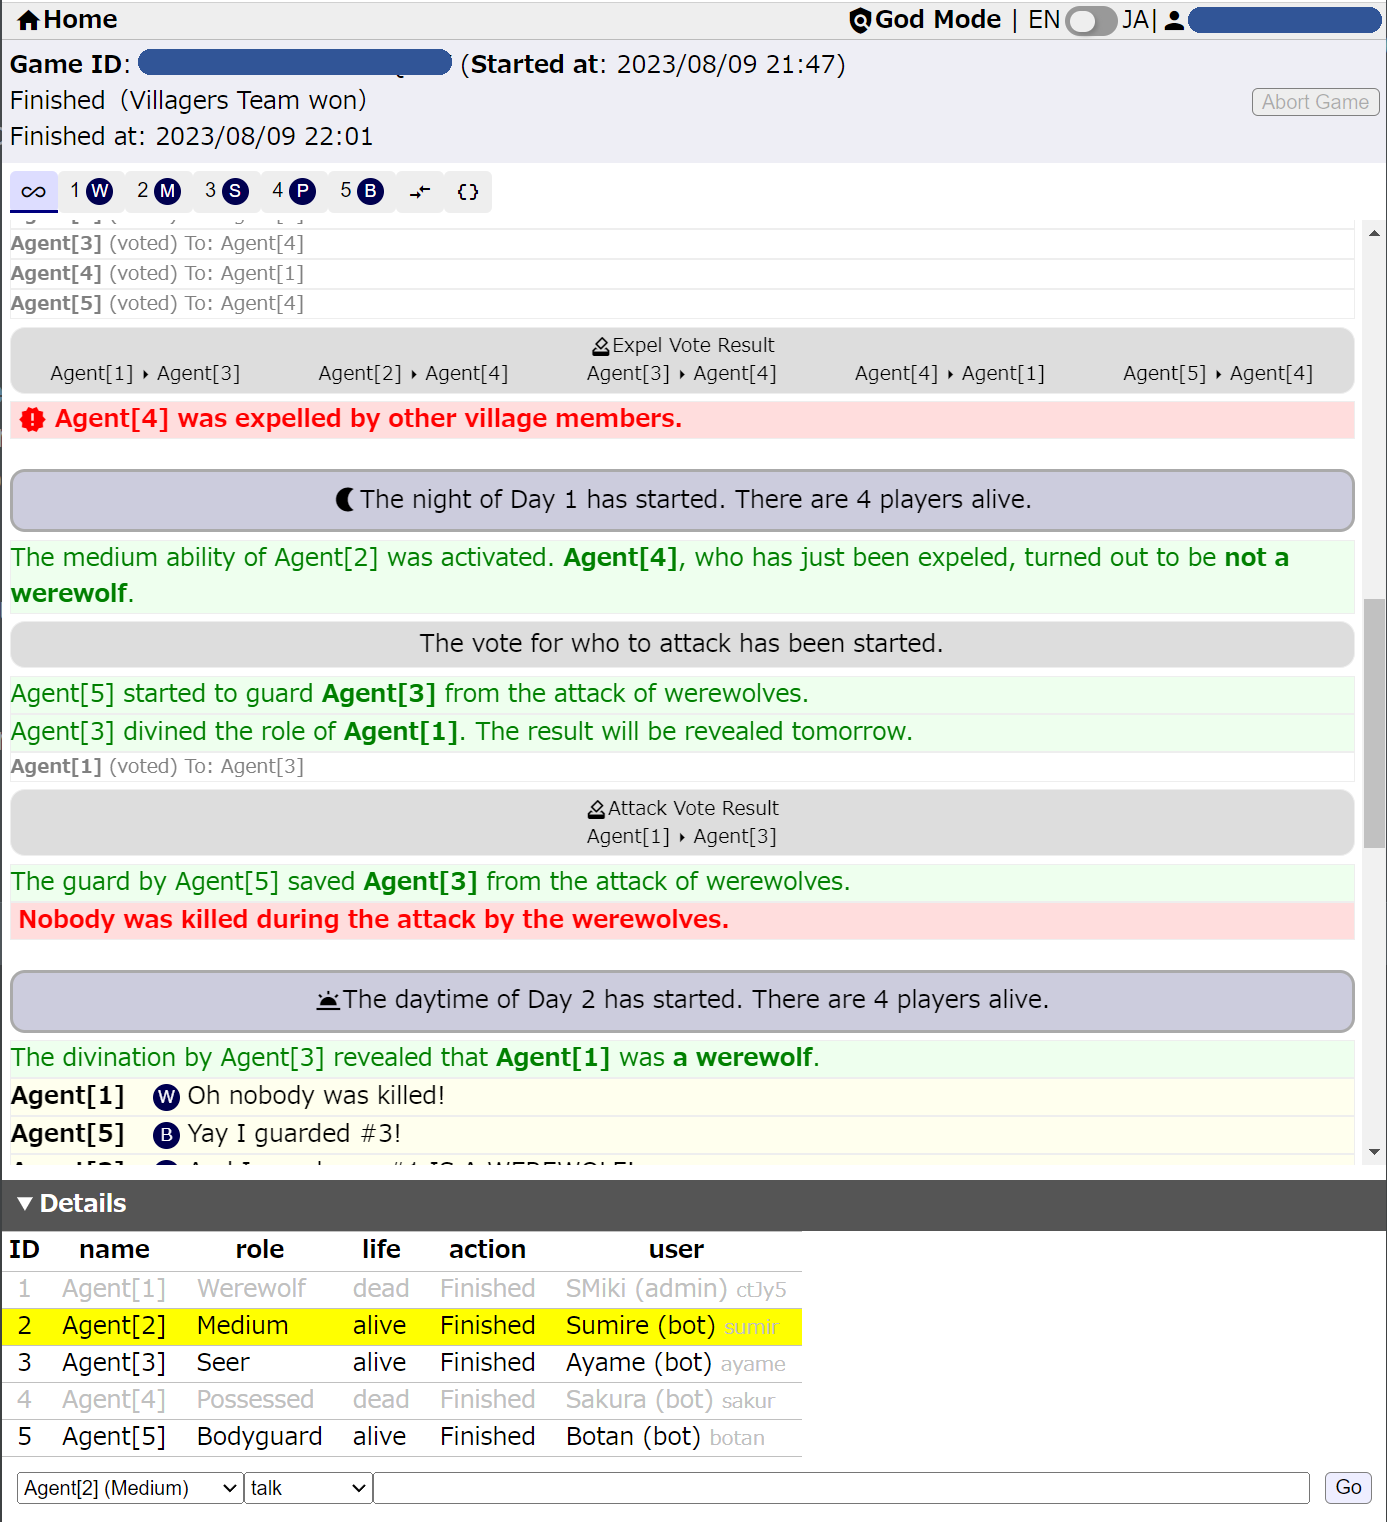 Home God Mode | EN JA|
Game ID: (Started at: 2023/08/09 21:47)
Finished (Villagers Team won)
Abort Game
Finished at: 2023/08/09 22:01
∞ 1 W 2 M 3 S 4 P 5 B {}
Agent[3] (voted) To: Agent[4]
Agent[4] (voted) To: Agent[1]
Agent[5] (voted) To: Agent[4]
Expel Vote Result
Agent[1] ‣ Agent[3] Agent[2] ‣ Agent[4] Agent[3] ‣ Agent[4] Agent[4] ‣ Agent[1] Agent[5] ‣ Agent[4]
Agent[4] was expelled by other village members.
The night of Day 1 has started. There are 4 players alive.
The medium ability of Agent[2] was activated. Agent[4], who has just been expeled, turned out to be not a
werewolf.
The vote for who to attack has been started.
Agent[5] started to guard Agent[3] from the attack of werewolves.
Agent[3] divined the role of Agent[1]. The result will be revealed tomorrow.
Agent[1] (voted) To: Agent[3]
Attack Vote Result
Agent[1] ‣ Agent[3]
The guard by Agent[5] saved Agent[3] from the attack of werewolves.
Nobody was killed during the attack by the werewolves.
The daytime of Day 2 has started. There are 4 players alive.
The divination by Agent[3] revealed that Agent[1] was a werewolf.
Agent[1] W Oh nobody was killed!
Agent[5] B Yay I guarded #3!
▼ Details
ID name role life action user
1 Agent[1] Werewolf dead Finished SMiki (admin) ctJy5
2 Agent[2] Medium alive Finished Sumire (bot) sumir
3 Agent[3] Seer alive Finished Ayame (bot) ayame
4 Agent[4] Possessed dead Finished Sakura (bot) sakur
5 Agent[5] Bodyguard alive Finished Botan (bot) botan
Agent[2] (Medium) talk Go